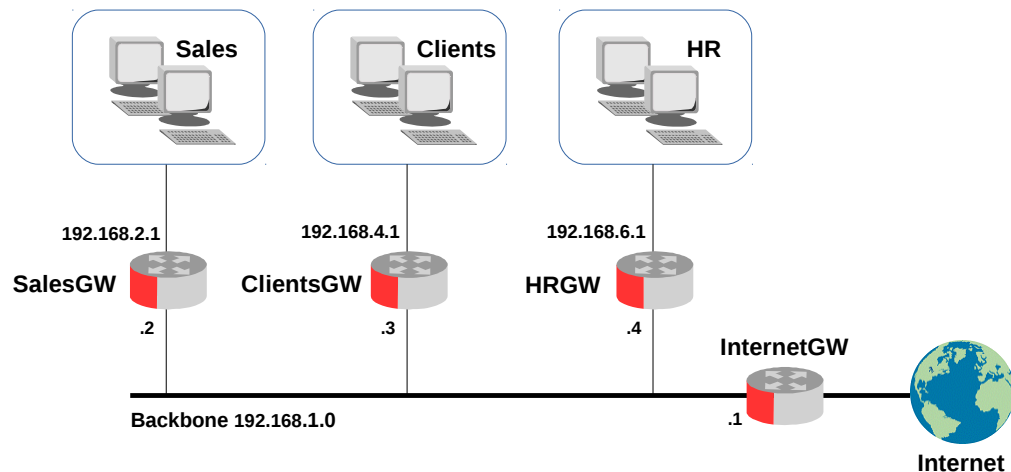 Sales
Clients
HR
192.168.2.1
192.168.4.1
192.168.6.1
SalesGW
ClientsGW
HRGW
.2
.3
.4
InternetGW
.1
Backbone 192.168.1.0
Internet